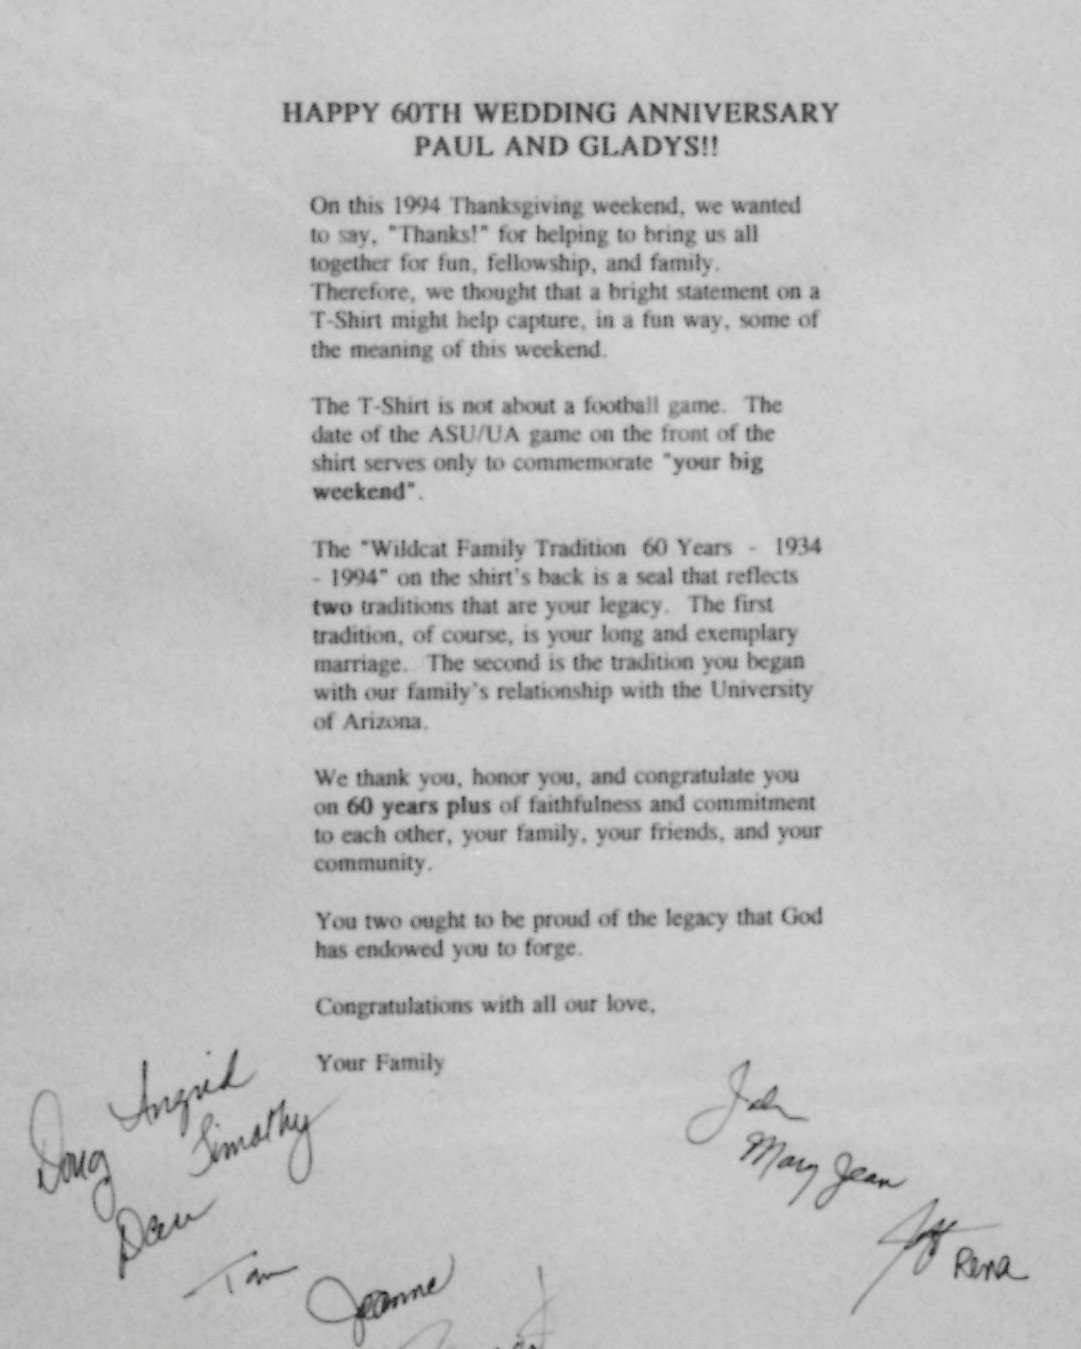 HAPPY 60TH WEDDING ANNIVERSARY
PAUL AND GLADYS!!
On this 1994 Thanksgiving weekend, we wanted
to say, "Thanks!" for helping to bring us all
together for fun, fellowship, and family.
Therefore, we thought that a bright statement on a
T-Shirt might help capture, in a fun way, some of
the meaning of this weekend.
The T-Shirt is not about a football game. The
date of the ASU/UA game on the front of the
shirt serves only to commemorate "your big
weekend".
The "Wildcat Family Tradition 60 Years - 1934
- 1994" on the shirt's back is a seal that reflects
two traditions that are your legacy. The first
tradition, of course, is your long and exemplary
marriage. The second is the tradition you began
with our family's relationship with the University
of Arizona.
We thank you, honor you, and congratulate you
on 60 years plus of faithfulness and commitment
to each other, your family, your friends, and your
community.
You two ought to be proud of the legacy that God
has endowed you to forge.
Congratulations with all our love,
Your Family
Ingrid
Doug
Timothy
John
Mary Jean
Jeff
Rena
Tom
Jeanne